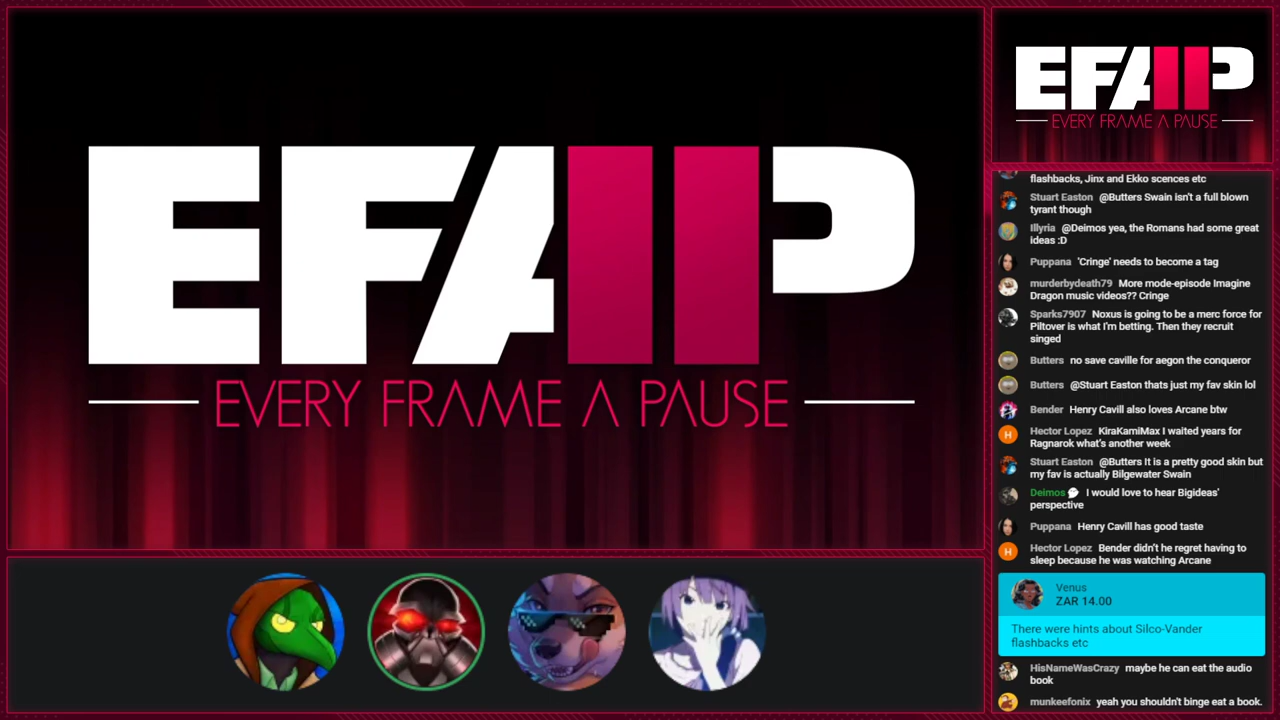 EFAP
EVERY FRAME A PAUSE
EFAP
EVERY FRAME A PAUSE
flashbacks, Jinx and Ekko scences etc
Stuart Easton @Butters Swain isn't a full blown
tyrant though
Illyria @Deimos yea, the Romans had some great
ideas :D
Puppana 'Cringe' needs to become a tag
murderbydeath79 More mode-episode Imagine
Dragon music videos?? Cringe
Sparks7907 Noxus is going to be a merc force for
Piltover is what I'm betting. Then they recruit
singed
Butters no save caville for aegon the conqueror
Butters @Stuart Easton thats just my fav skin lol
Bender Henry Cavill also loves Arcane btw
H
Hector Lopez KiraKamiMax I waited years for
Ragnarok what's another week
Stuart Easton @Butters It is a pretty good skin but
my fav is actually Bilgewater Swain
Deimos I would love to hear Bigideas'
perspective
Puppana Henry Cavill has good taste
H
Hector Lopez Bender didn't he regret having to
sleep because he was watching Arcane
Venus
ZAR 14.00
There were hints about Silco-Vander
flashbacks etc
HisNameWasCrazy maybe he can eat the audio
book
munkeefonix yeah you shouldn't binge eat a book.